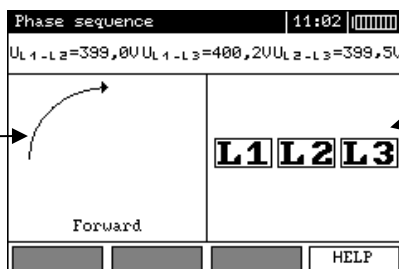 Phase sequence 11:02
UL1-L2=399,0V UL1-L3=400,2V UL2-L3=399,5V
L1 L2 L3
Forward
HELP